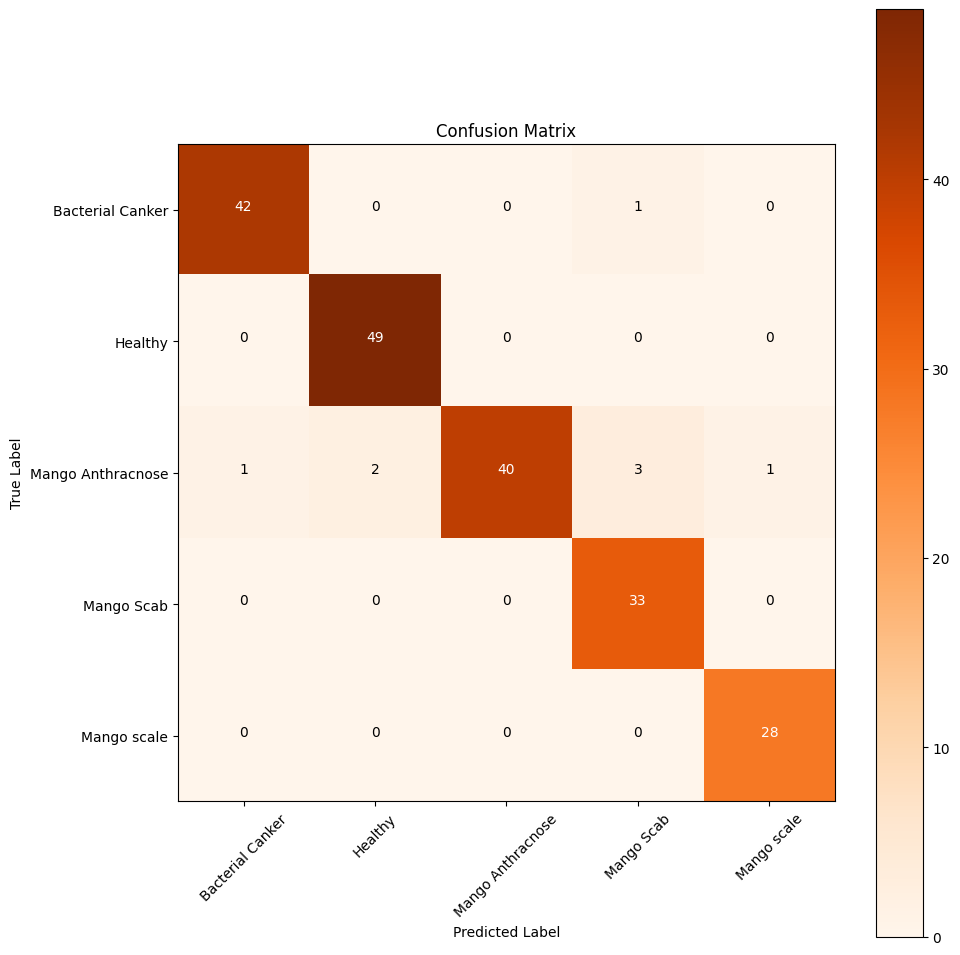 Confusion Matrix
Bacterial Canker 42 0 0 1 0
Healthy 0 49 0 0 0
Mango Anthracnose 1 2 40 3 1
Mango Scab 0 0 0 33 0
Mango scale 0 0 0 0 28
True Label
Bacterial Canker
Healthy
Mango Anthracnose
Mango Scab
Mango scale
Predicted Label
40
30
20
10
0